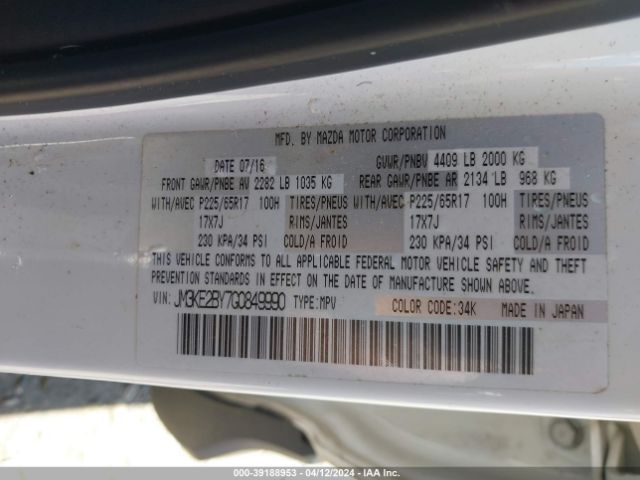 MFD. BY MAZDA MOTOR CORPORATION
DATE 07/16 GVWR/PNBV 4409 LB 2000 KG
FRONT GAWR/PNBE AV 2282 LB 1035 KG REAR GAWR/PNBE AR 2134 LB 968 KG
WITH/AVEC P225/65R17 100H TIRES/PNEUS WITH/AVEC P225/65R17 100H TIRES/PNEUS
17X7J RIMS/JANTES 17X7J RIMS/JANTES
230 KPA/34 PSI COLD/A FROID 230 KPA/34 PSI COLD/A FROID
THIS VEHICLE CONFORMS TO ALL APPLICABLE FEDERAL MOTOR VEHICLE SAFETY AND THEFT
PREVENTION STANDARDS IN EFFECT ON THE DATE OF MANUFACTURE SHOWN ABOVE.
VIN: JM3KE2BY7G0849990 TYPE:MPV COLOR CODE:34K MADE IN JAPAN
000-39188953 - 04/12/2024 - IAA Inc.